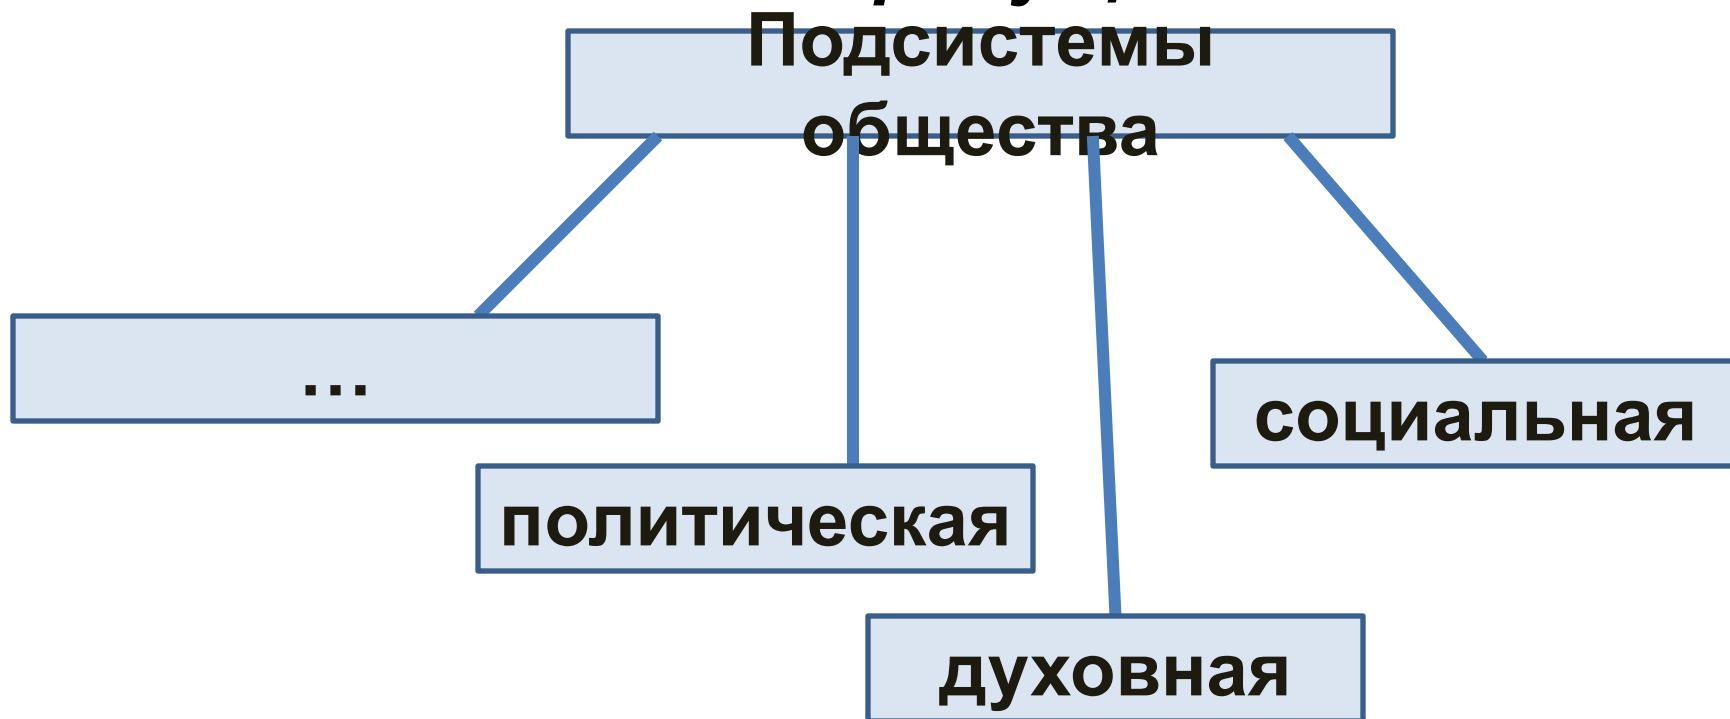 Подсистемы
общества
…
социальная
политическая
духовная